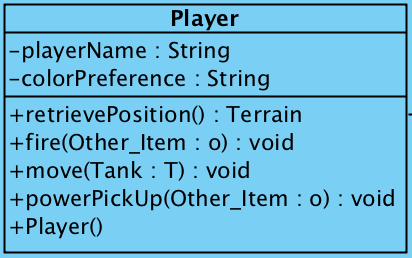 Player
-playerName : String
-colorPreference : String
+retrievePosition() : Terrain
+fire(Other_Item : o) : void
+move(Tank : T) : void
+powerPickUp(Other_Item : o) : void
+Player()